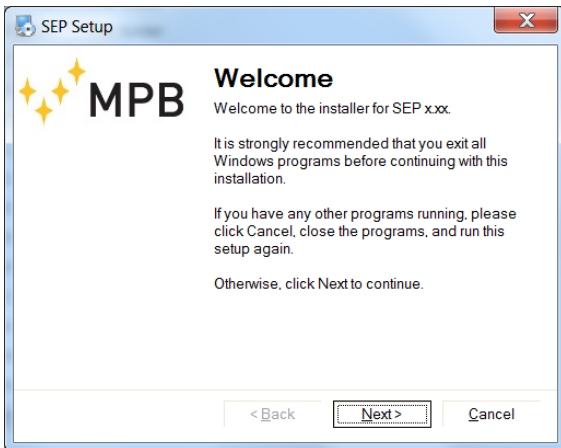 SEP Setup
MPB
Welcome
Welcome to the installer for SEP x.xx.
It is strongly recommended that you exit all
Windows programs before continuing with this
installation.
If you have any other programs running, please
click Cancel, close the programs, and run this
setup again.
Otherwise, click Next to continue.
< Back
Next >
Cancel